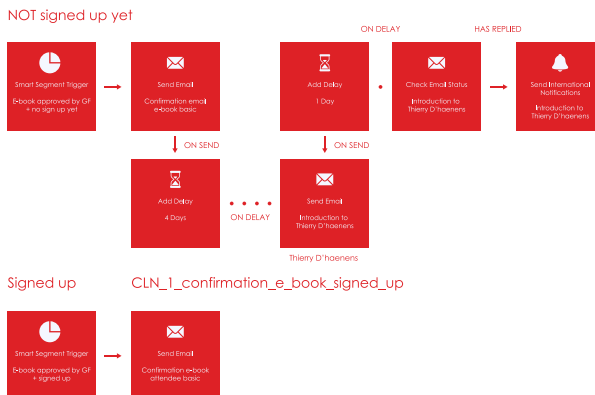 NOT signed up yet
ON DELAY
HAS REPLIED
Smart Segment Trigger
E-book approved by GF
+ no sign up yet
Send Email
Confirmation email
e-book basic
Add Delay
1 Day
Check Email Status
Introduction to
Thierry D'haenens
Send International
Notifications
Introduction to
Thierry D'haenens
ON SEND
ON SEND
Add Delay
4 Days
ON DELAY
Send Email
Introduction to
Thierry D'haenens
Thierry D'haenens
Signed up
CLN_1_confirmation_e_book_signed_up
Smart Segment Trigger
E-book approved by GF
+ signed up
Send Email
Confirmation e-book
attendee basic